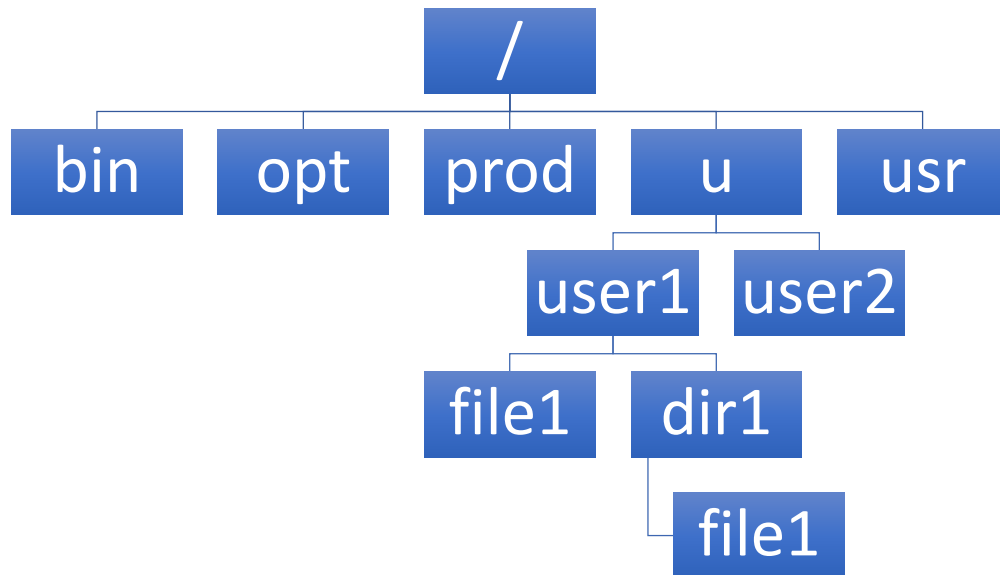 /
bin opt prod u usr
user1 user2
file1 dir1
file1